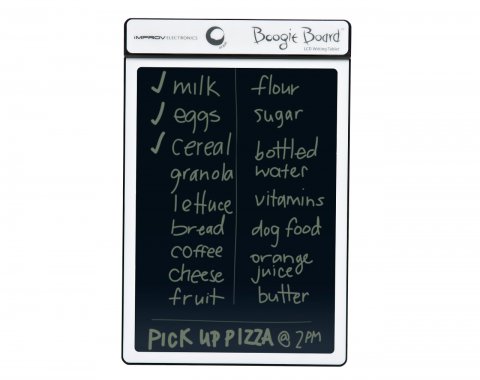 iMPROV ELECTRONICS
Boogie Board
LCD Writing Tablet
✓ milk
✓ eggs
✓ cereal
granola
lettuce
bread
coffee
cheese
fruit
flour
sugar
bottled
water
vitamins
dog food
orange
juice
butter
PICK UP PIZZA @ 2PM